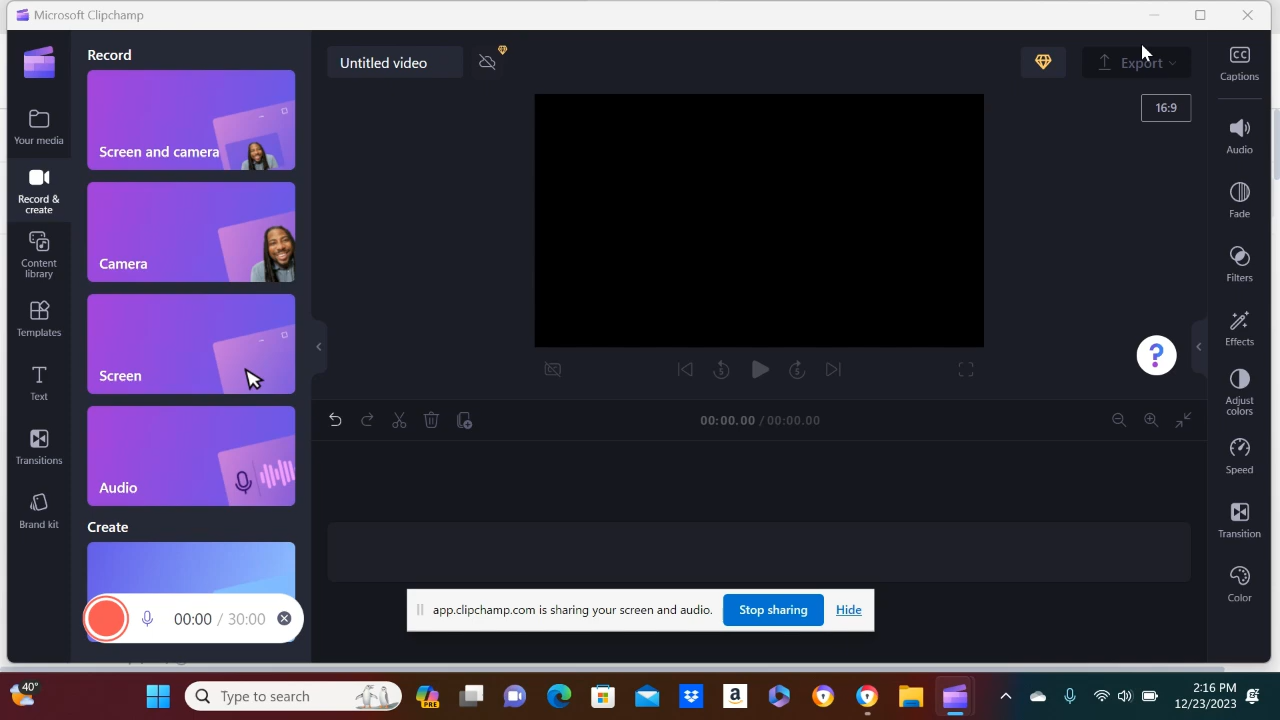 Microsoft Clipchamp
Your media
Record &
create
Content
library
Templates
Text
Transitions
Brand kit
Record
Screen and camera
Camera
Screen
Audio
Create
00:00 / 30:00
Untitled video
Export
16:9
?
00:00.00 / 00:00.00
app.clipchamp.com is sharing your screen and audio.
Stop sharing
Hide
CC
Captions
Audio
Fade
Filters
Effects
Adjust
colors
Speed
Transition
Color
40°
Type to search
PRE
a
2:16 PM
12/23/2023